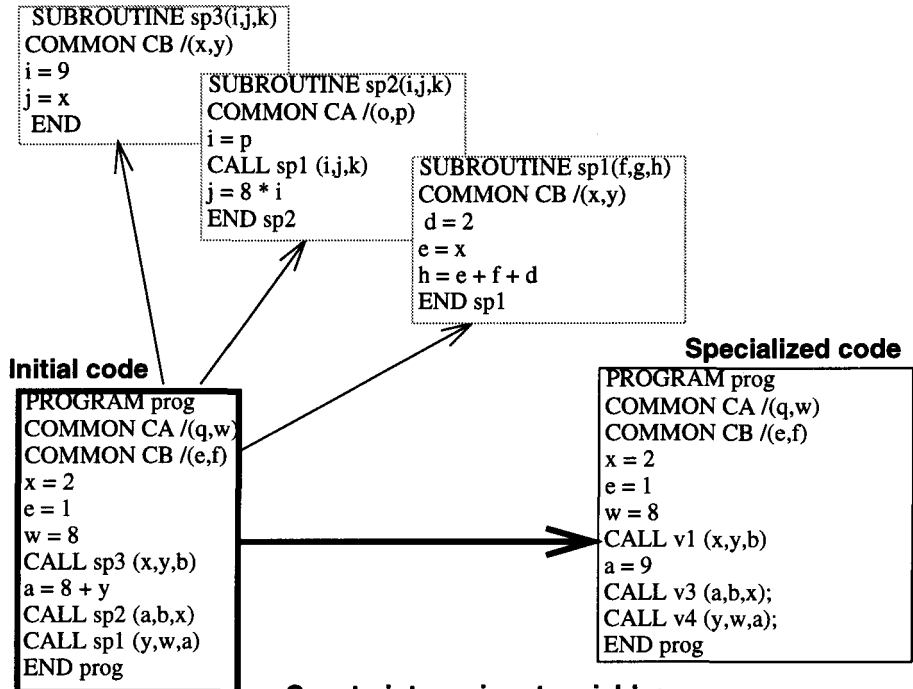 SUBROUTINE sp3(i,j,k)
COMMON CB /(x,y)
i = 9
j = x
END
SUBROUTINE sp2(i,j,k)
COMMON CA /(o,p)
i = p
CALL sp1 (i,j,k)
j = 8 * i
END sp2
SUBROUTINE sp1(f,g,h)
COMMON CB /(x,y)
d = 2
e = x
h = e + f + d
END sp1
Initial code
PROGRAM prog
COMMON CA /(q,w)
COMMON CB /(e,f)
x = 2
e = 1
w = 8
CALL sp3 (x,y,b)
a = 8 + y
CALL sp2 (a,b,x)
CALL sp1 (y,w,a)
END prog
Specialized code
PROGRAM prog
COMMON CA /(q,w)
COMMON CB /(e,f)
x = 2
e = 1
w = 8
CALL v1 (x,y,b)
a = 9
CALL v3 (a,b,x);
CALL v4 (y,w,a);
END prog